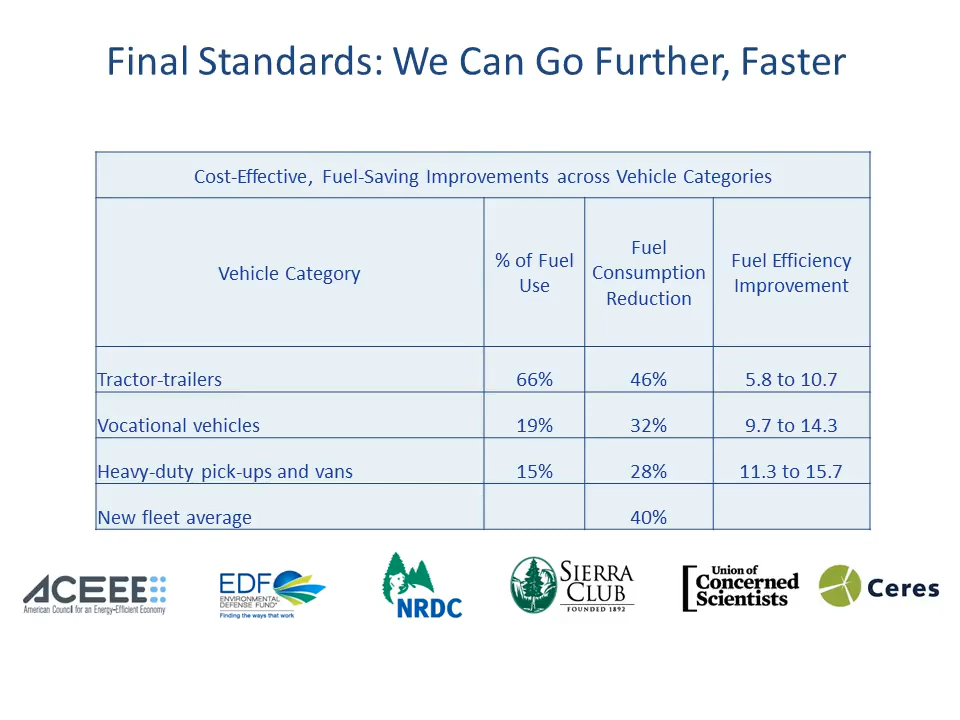 Final Standards: We Can Go Further, Faster
Cost-Effective, Fuel-Saving Improvements across Vehicle Categories
Vehicle Category
% of Fuel
Use
Fuel
Consumption
Reduction
Fuel Efficiency
Improvement
Tractor-trailers 66% 46% 5.8 to 10.7
Vocational vehicles 19% 32% 9.7 to 14.3
Heavy-duty pick-ups and vans 15% 28% 11.3 to 15.7
New fleet average 40%
ACEEE
American Council for an Energy-Efficient Economy
EDF
ENVIRONMENTAL
DEFENSE FUND®
Finding the ways that work
NRDC
SIERRA
CLUB
FOUNDED 1892
Union of
Concerned
Scientists
Ceres